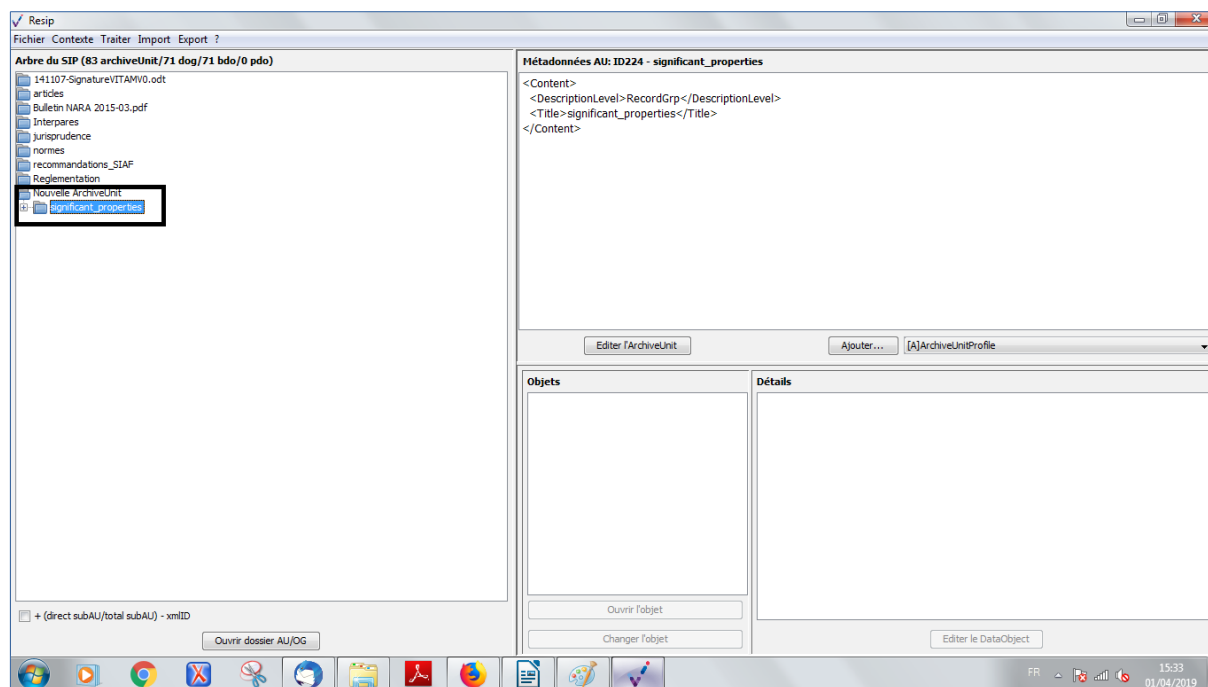 Resip
Fichier Contexte Traiter Import Export ?
Arbre du SIP (83 archiveUnit/71 dog/71 bdo/0 pdo)
141107-SignatureVITAMV0.odt
articles
Bulletin NARA 2015-03.pdf
Interpares
jurisprudence
normes
recommandations_SIAF
Reglementation
Nouvelle ArchiveUnit
significant_properties
+ (direct subAU/total subAU) - xmlID
Ouvrir dossier AU/OG
Métadonnées AU: ID224 - significant_properties
<Content>
<DescriptionLevel>RecordGrp</DescriptionLevel>
<Title>significant_properties</Title>
</Content>
Editer l'ArchiveUnit
Ajouter...
[A]ArchiveUnitProfile
Objets
Détails
Ouvrir l'objet
Changer l'objet
Editer le DataObject
FR
15:33
01/04/2019